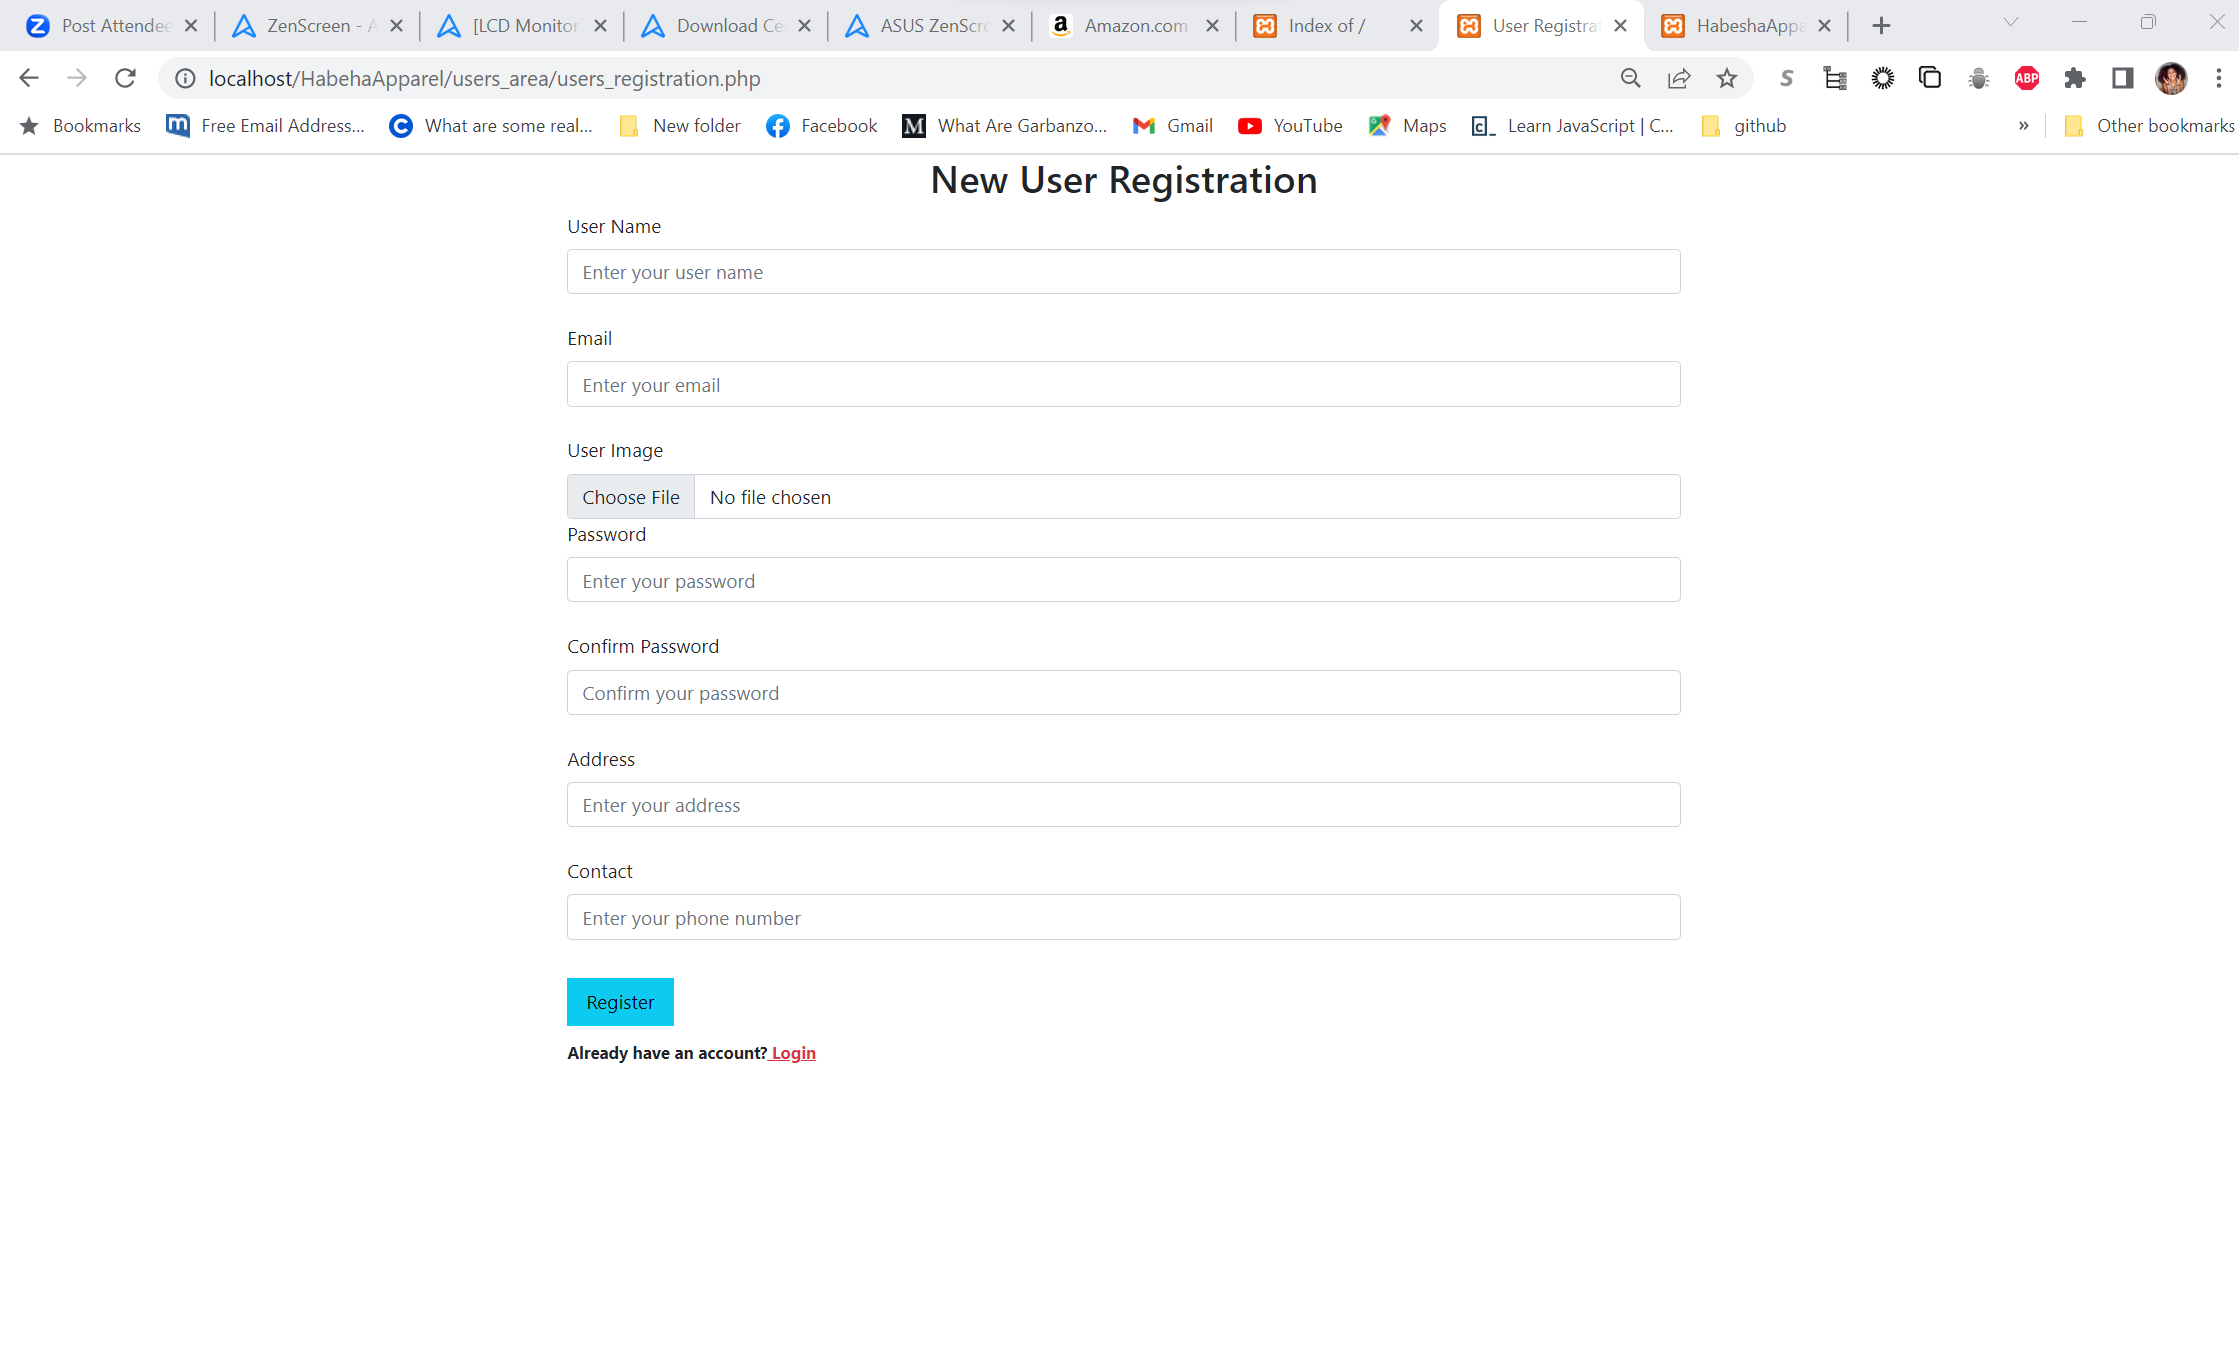 Post Attendee ZenScreen - A [LCD Monitor Download Ce ASUS ZenScre Amazon.com Index of / User Registrat HabeshaAppa
localhost/HabehaApparel/users_area/users_registration.php S ABP
Bookmarks Free Email Address... What are some real... New folder Facebook What Are Garbanzo... Gmail YouTube Maps Learn JavaScript | C... github » Other bookmarks
New User Registration
User Name
Enter your user name
Email
Enter your email
User Image
Choose File No file chosen
Password
Enter your password
Confirm Password
Confirm your password
Address
Enter your address
Contact
Enter your phone number
Register
Already have an account? Login